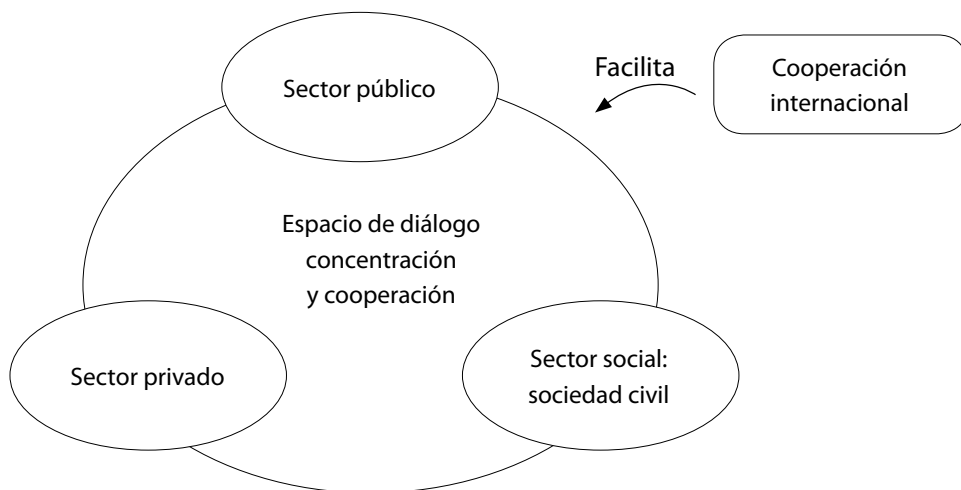 Sector público
Facilita
Cooperación
internacional
Espacio de diálogo
concentración
y cooperación
Sector privado
Sector social:
sociedad civil